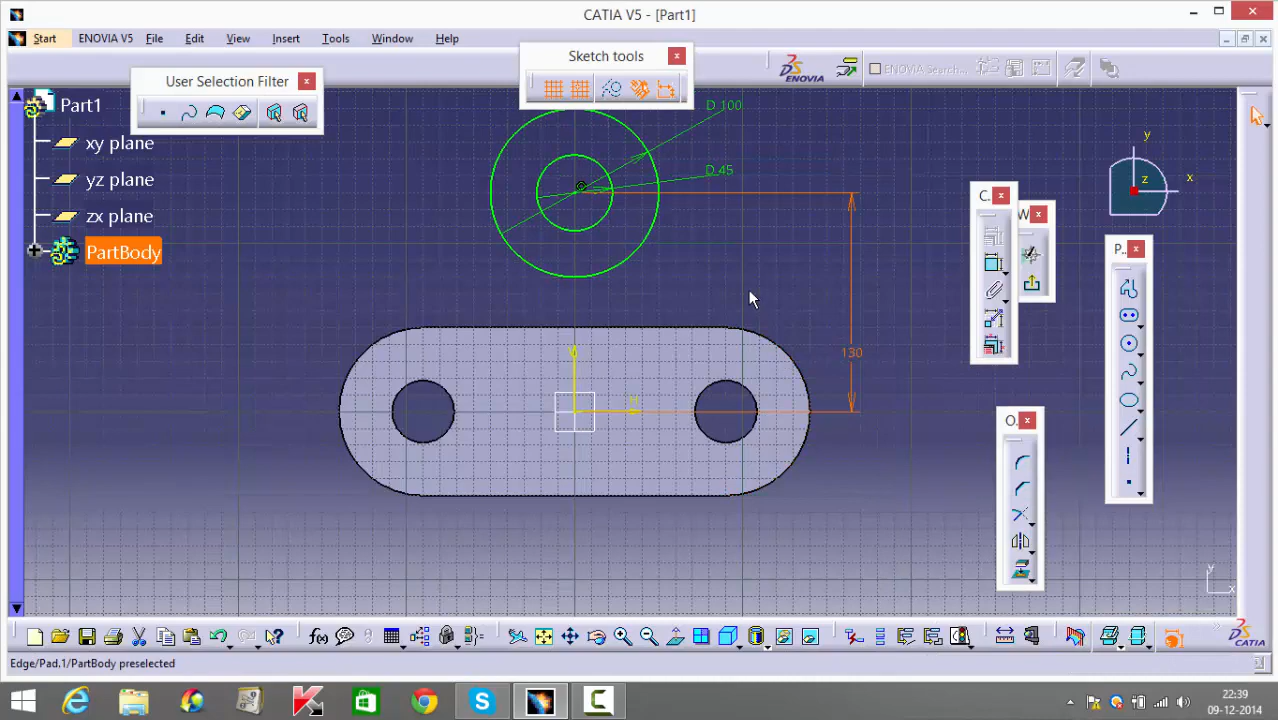 CATIA V5 - [Part1]
Start ENOVIA V5 File Edit View Insert Tools Window Help
Sketch tools
ENOVIA
ENOVIA Search...
User Selection Filter
Part1
xy plane
yz plane
zx plane
PartBody
D 100
D 45
130
V
H
y
x
z
C..
W
P..
O..
y
x
f(x)
CATIA
Edge/Pad.1/PartBody preselected
22:39
09-12-2014